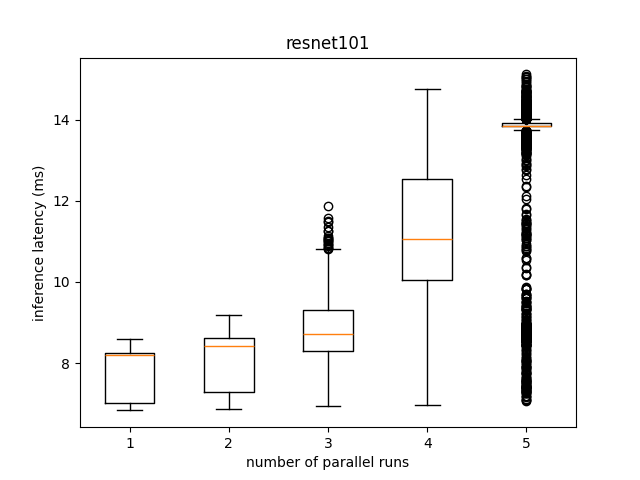 resnet101
inference latency (ms)
14
12
10
8
1 2 3 4 5
number of parallel runs